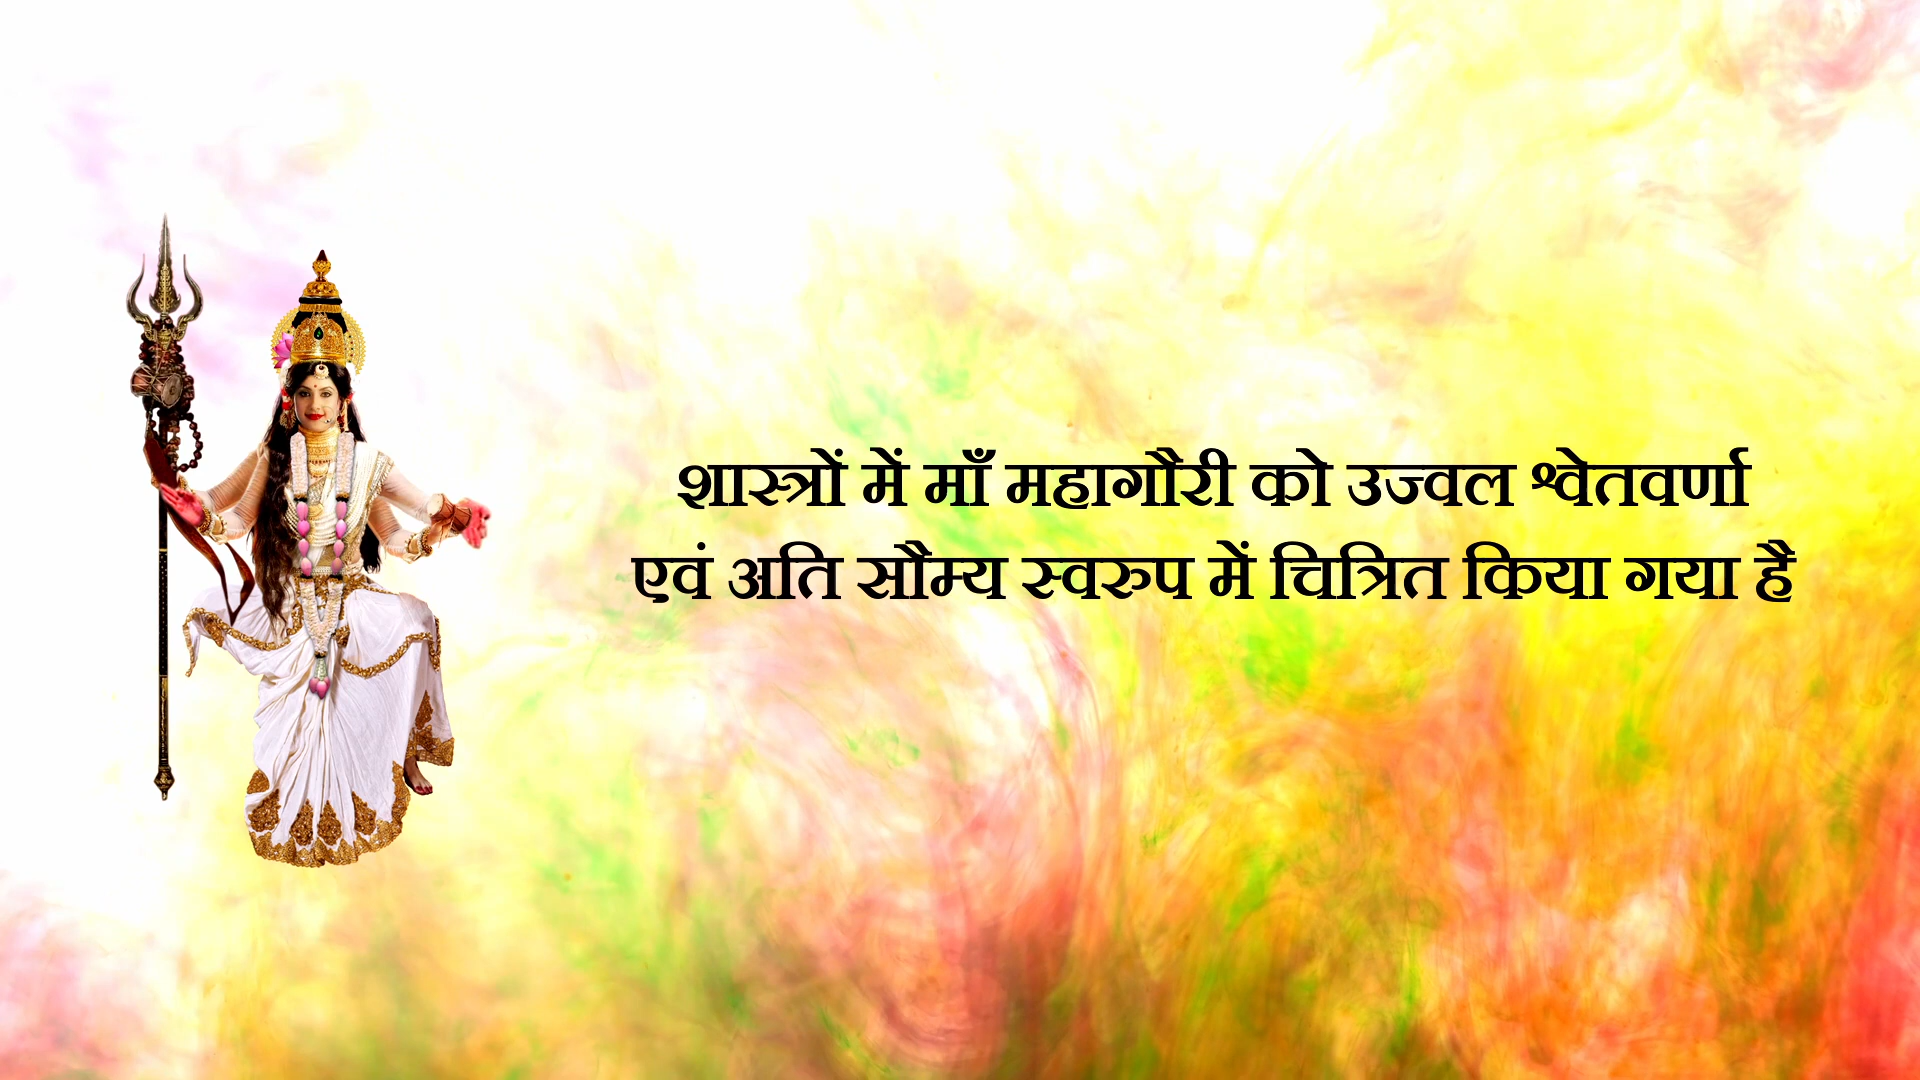 शास्त्रों में माँ महागौरी को उज्वल श्वेतवर्णा
एवं अति सौम्य स्वरुप में चित्रित किया गया है